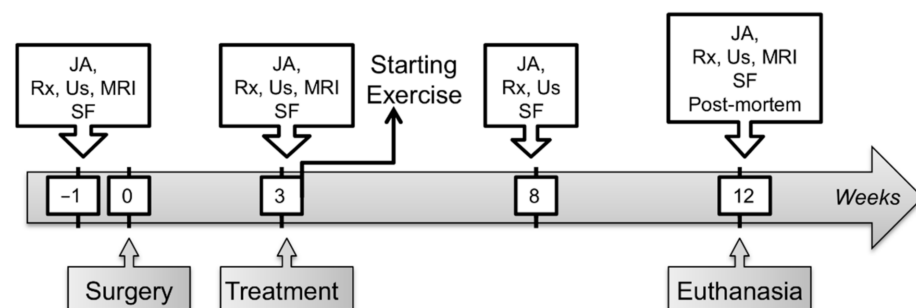 JA,
Rx, Us, MRI
SF
JA,
Rx, Us, MRI
SF
Starting
Exercise
JA,
Rx, Us
SF
JA,
Rx, Us, MRI
SF
Post-mortem
−1
0
3
8
12
Weeks
Surgery
Treatment
Euthanasia